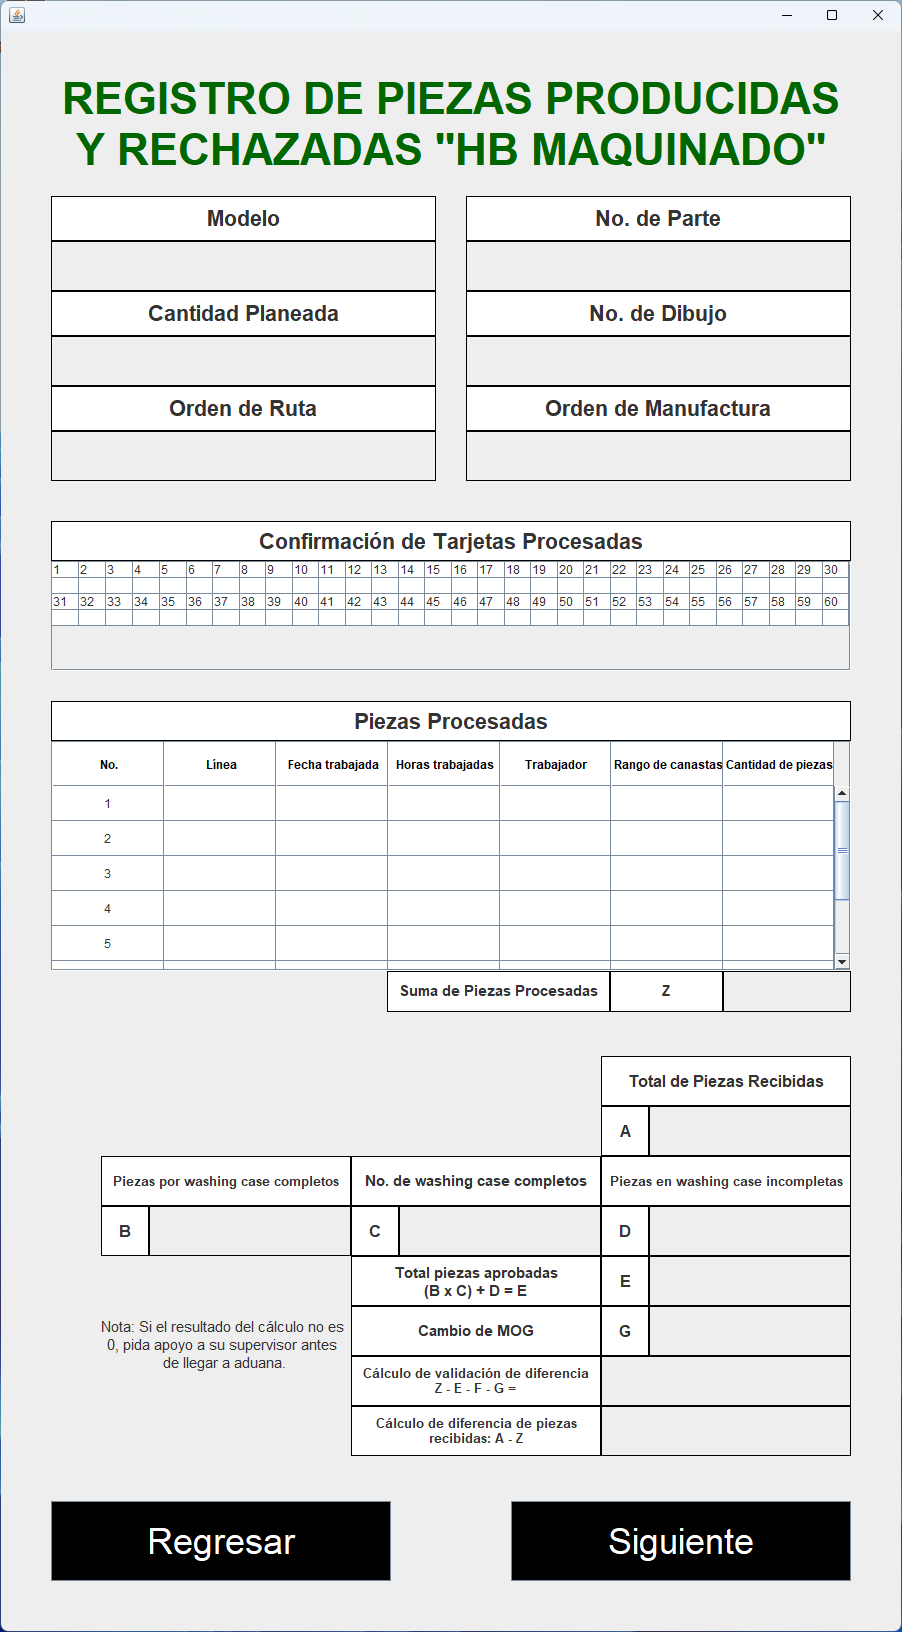 REGISTRO DE PIEZAS PRODUCIDAS
Y RECHAZADAS "HB MAQUINADO"
Modelo
No. de Parte
Cantidad Planeada
No. de Dibujo
Orden de Ruta
Orden de Manufactura
Confirmación de Tarjetas Procesadas
1 2 3 4 5 6 7 8 9 10 11 12 13 14 15 16 17 18 19 20 21 22 23 24 25 26 27 28 29 30
31 32 33 34 35 36 37 38 39 40 41 42 43 44 45 46 47 48 49 50 51 52 53 54 55 56 57 58 59 60
Piezas Procesadas
No. Línea Fecha trabajada Horas trabajadas Trabajador Rango de canastas Cantidad de piezas
1
2
3
4
5
Suma de Piezas Procesadas Z
Total de Piezas Recibidas
A
Piezas por washing case completos
No. de washing case completos
Piezas en washing case incompletas
B
C
D
Total piezas aprobadas
(B x C) + D = E
E
Cambio de MOG
G
Nota: Si el resultado del cálculo no es
0, pida apoyo a su supervisor antes
de llegar a aduana.
Cálculo de validación de diferencia
Z - E - F - G =
Cálculo de diferencia de piezas
recibidas: A - Z
Regresar
Siguiente